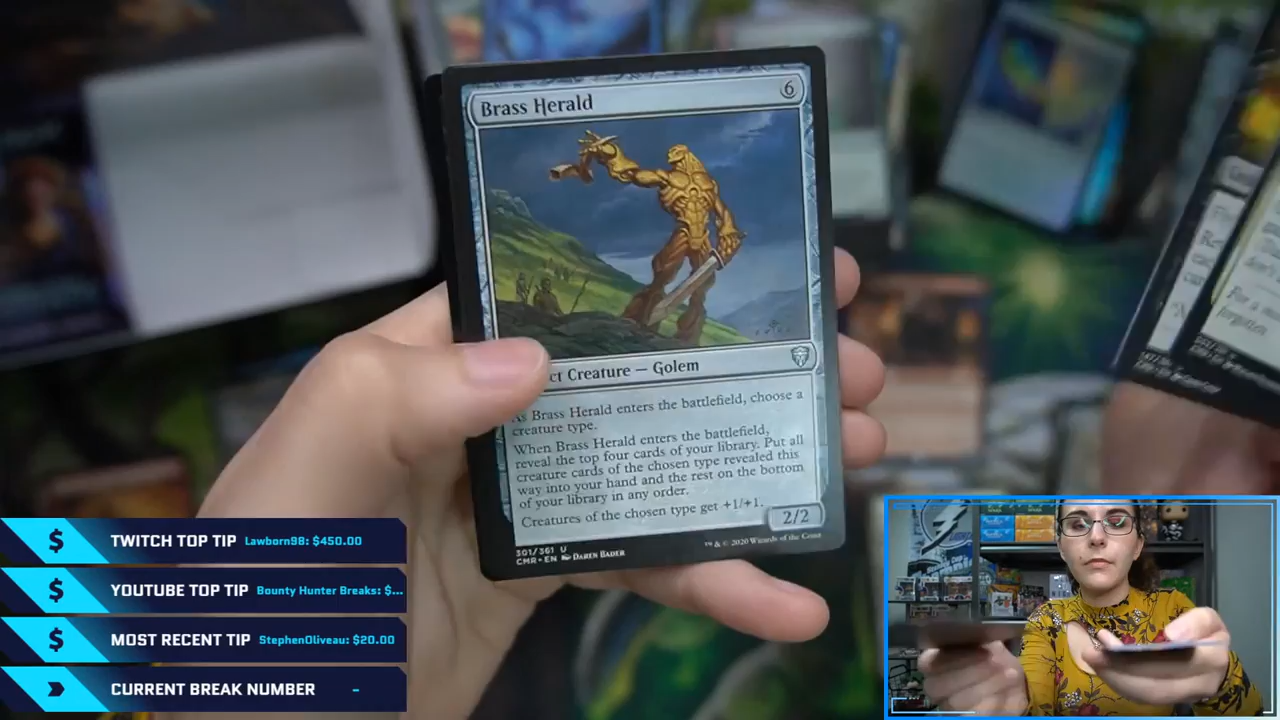 Brass Herald
6
ct Creature — Golem
As Brass Herald enters the battlefield, choose a
creature type.
When Brass Herald enters the battlefield,
reveal the top four cards of your library. Put all
creature cards of the chosen type revealed this
way into your hand and the rest on the bottom
of your library in any order.
Creatures of the chosen type get +1/+1.
2/2
301/361 U
CMR • EN DAREN BADER
™ & © 2020 Wizards of the Coast
For a
forgotten
TWITCH TOP TIP Lawborn98: $450.00
YOUTUBE TOP TIP Bounty Hunter Breaks: $...
MOST RECENT TIP StephenOliveau: $20.00
CURRENT BREAK NUMBER -